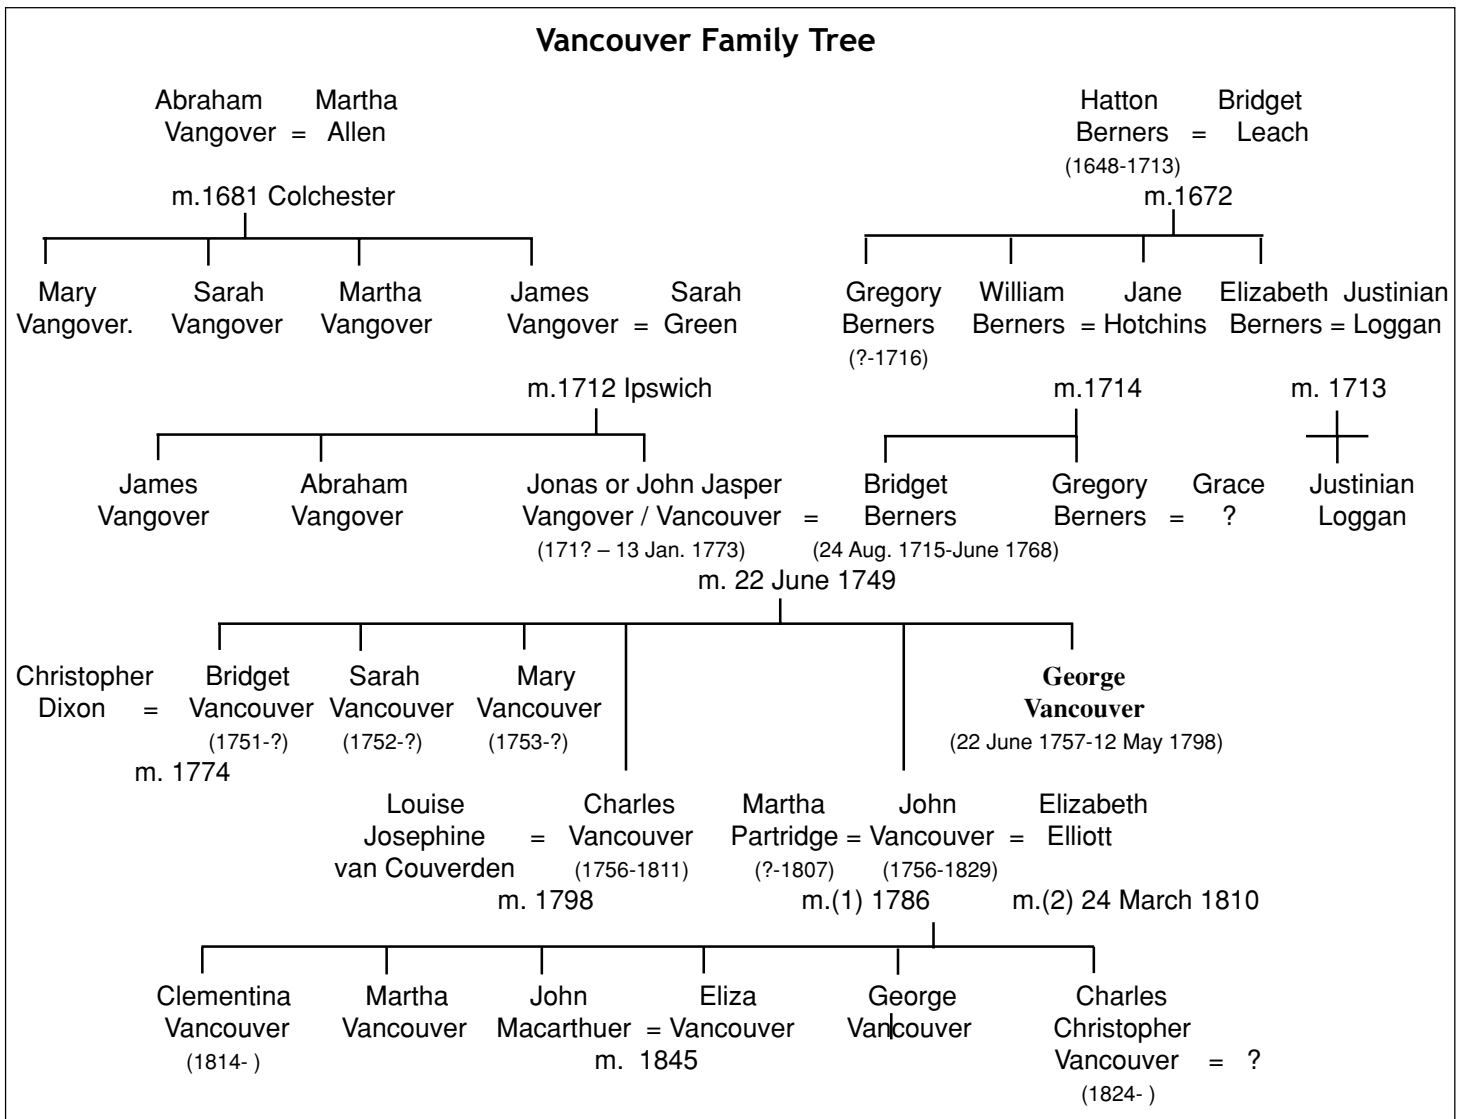 Vancouver Family Tree
Abraham Martha
Vangover = Allen
m.1681 Colchester
Hatton Bridget
Berners = Leach
(1648-1713)
m.1672
Mary
Vangover.
Sarah
Vangover
Martha
Vangover
James
Vangover = Sarah
Green
Gregory
Berners
(?-1716)
William
Berners = Jane
Hotchins
Elizabeth Justinian
Berners = Loggan
m.1712 Ipswich
m.1714
m. 1713
James
Vangover
Abraham
Vangover
Jonas or John Jasper
Vangover / Vancouver =
(171? – 13 Jan. 1773)
Bridget
Berners
(24 Aug. 1715-June 1768)
Gregory
Berners =
Grace
?
Justinian
Loggan
m. 22 June 1749
Christopher
Dixon =
Bridget
Vancouver
(1751-?)
m. 1774
Sarah
Vancouver
(1752-?)
Mary
Vancouver
(1753-?)
George
Vancouver
(22 June 1757-12 May 1798)
Louise
Josephine =
van Couverden
Charles
Vancouver
(1756-1811)
m. 1798
Martha
Partridge =
(?-1807)
John
Vancouver =
(1756-1829)
Elizabeth
Elliott
m.(1) 1786
m.(2) 24 March 1810
Clementina
Vancouver
(1814- )
Martha
Vancouver
John
Macarthuer =
Eliza
Vancouver
m. 1845
George
Vancouver
Charles
Christopher
Vancouver = ?
(1824- )